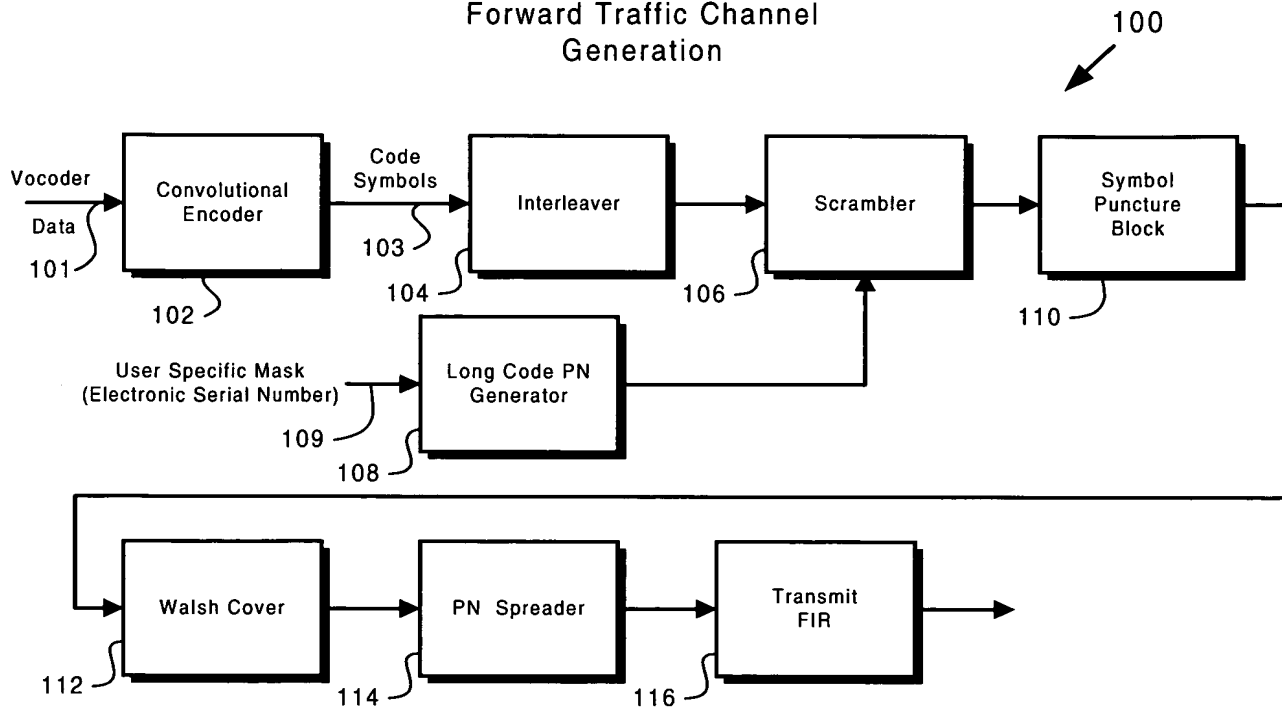 Forward Traffic Channel
Generation
100
Vocoder
Data
101
Convolutional
Encoder
102
Code
Symbols
103
Interleaver
104
Scrambler
106
Symbol
Puncture
Block
110
User Specific Mask
(Electronic Serial Number)
109
Long Code PN
Generator
108
Walsh Cover
112
PN Spreader
114
Transmit
FIR
116